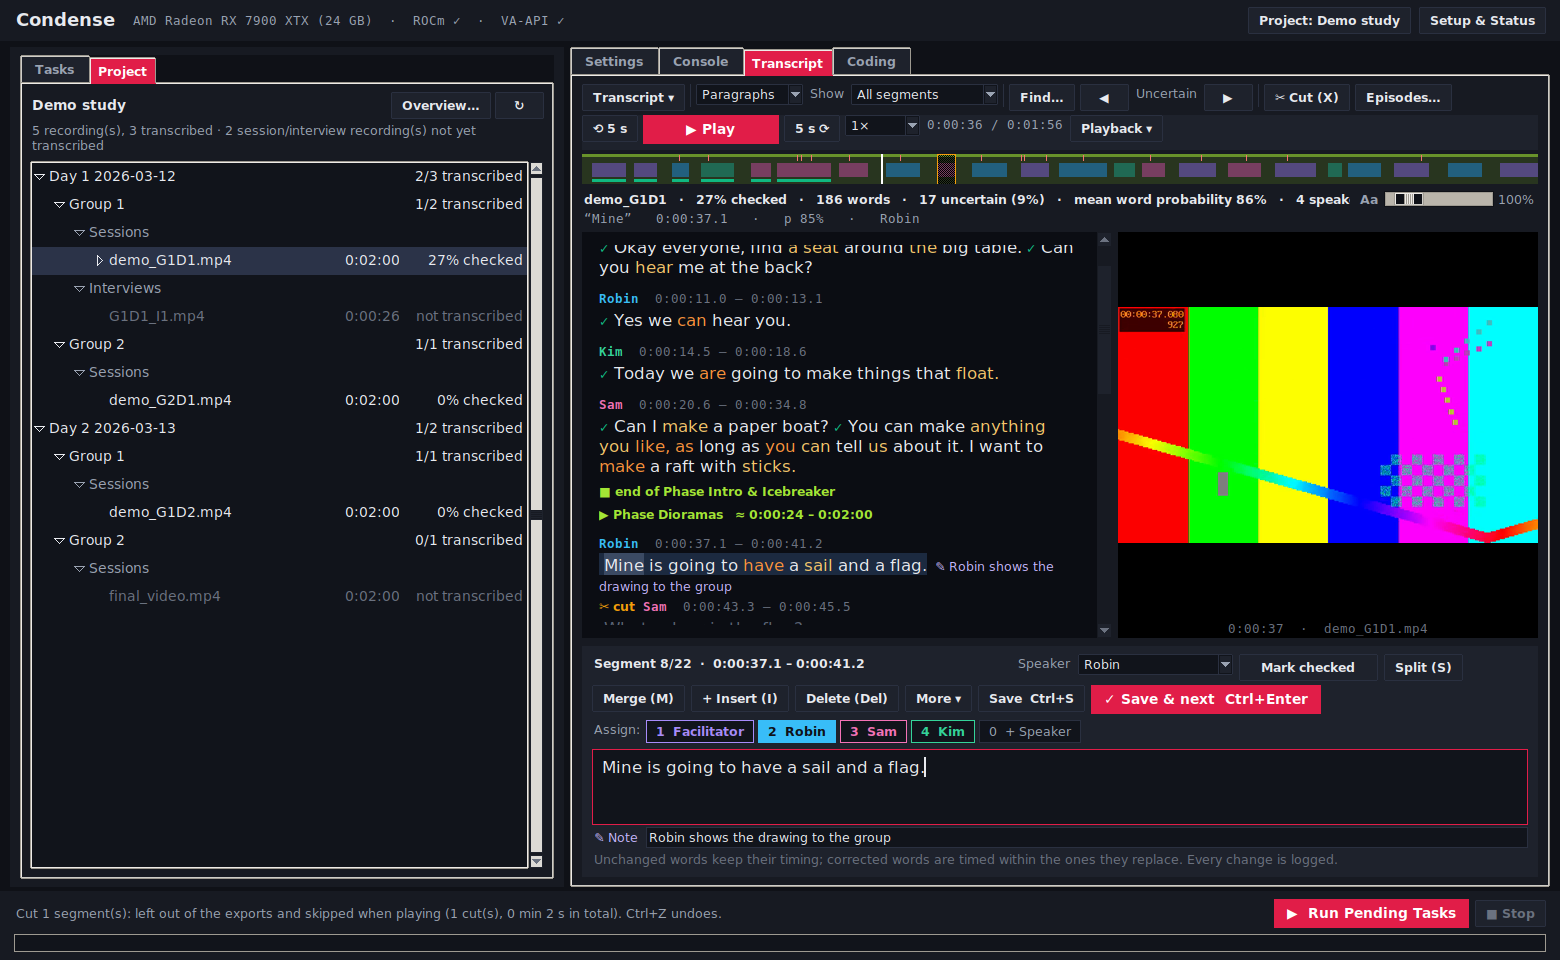 Condense AMD Radeon RX 7900 XTX (24 GB) · ROCm ✓ · VA-API ✓ Project: Demo study Setup & Status
Tasks Project
Demo study Overview… ↻
5 recording(s), 3 transcribed · 2 session/interview recording(s) not yet
transcribed
Day 1 2026-03-12 2/3 transcribed
Group 1 1/2 transcribed
Sessions
demo_G1D1.mp4 0:02:00 27% checked
Interviews
G1D1_I1.mp4 0:00:26 not transcribed
Group 2 1/1 transcribed
Sessions
demo_G2D1.mp4 0:02:00 0% checked
Day 2 2026-03-13 1/2 transcribed
Group 1 1/1 transcribed
Sessions
demo_G1D2.mp4 0:02:00 0% checked
Group 2 0/1 transcribed
Sessions
final_video.mp4 0:02:00 not transcribed
Settings Console Transcript Coding
Transcript ▾ Paragraphs Show All segments Find… ◀ Uncertain ▶ ✂ Cut (X) Episodes…
⟲ 5 s ▶ Play 5 s ⟳ 1× 0:00:36 / 0:01:56 Playback ▾
demo_G1D1 · 27% checked · 186 words · 17 uncertain (9%) · mean word probability 86% · 4 speak Aa 100%
“Mine” 0:00:37.1 · p 85% · Robin
✓ Okay everyone, find a seat around the big table. ✓ Can
you hear me at the back?
Robin 0:00:11.0 – 0:00:13.1
✓ Yes we can hear you.
Kim 0:00:14.5 – 0:00:18.6
✓ Today we are going to make things that float.
Sam 0:00:20.6 – 0:00:34.8
✓ Can I make a paper boat? ✓ You can make anything
you like, as long as you can tell us about it. I want to
make a raft with sticks.
■ end of Phase Intro & Icebreaker
▶ Phase Dioramas ≈ 0:00:24 – 0:02:00
Robin 0:00:37.1 – 0:00:41.2
Mine is going to have a sail and a flag. ✎ Robin shows the
drawing to the group
✂ cut Sam 0:00:43.3 – 0:00:45.5
00:00:37.080
927
0:00:37 · demo_G1D1.mp4
Segment 8/22 · 0:00:37.1 – 0:00:41.2 Speaker Robin Mark checked Split (S)
Merge (M) + Insert (I) Delete (Del) More ▾ Save Ctrl+S ✓ Save & next Ctrl+Enter
Assign: 1 Facilitator 2 Robin 3 Sam 4 Kim 0 + Speaker
Mine is going to have a sail and a flag.
✎ Note Robin shows the drawing to the group
Unchanged words keep their timing; corrected words are timed within the ones they replace. Every change is logged.
Cut 1 segment(s): left out of the exports and skipped when playing (1 cut(s), 0 min 2 s in total). Ctrl+Z undoes. ▶ Run Pending Tasks ■ Stop